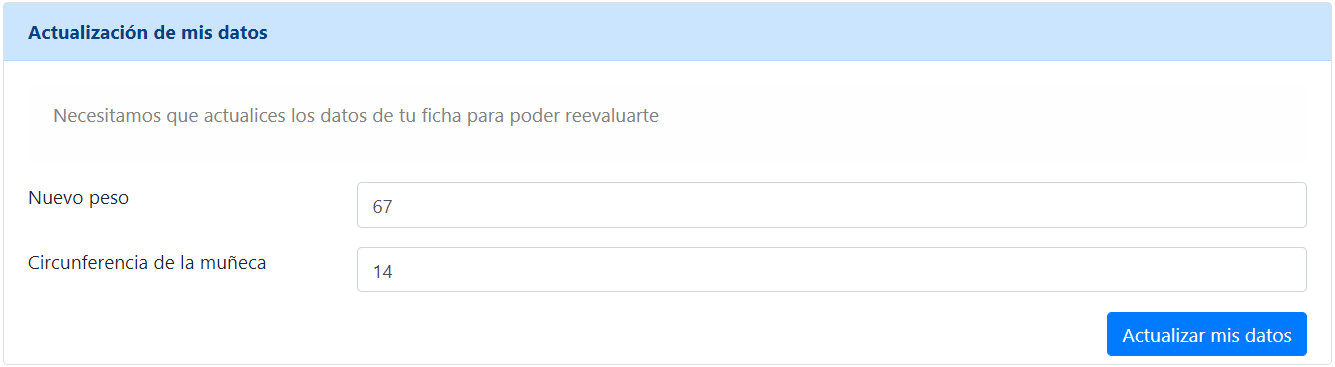 Actualización de mis datos
Necesitamos que actualices los datos de tu ficha para poder reevaluarte
Nuevo peso
67
Circunferencia de la muñeca
14
Actualizar mis datos